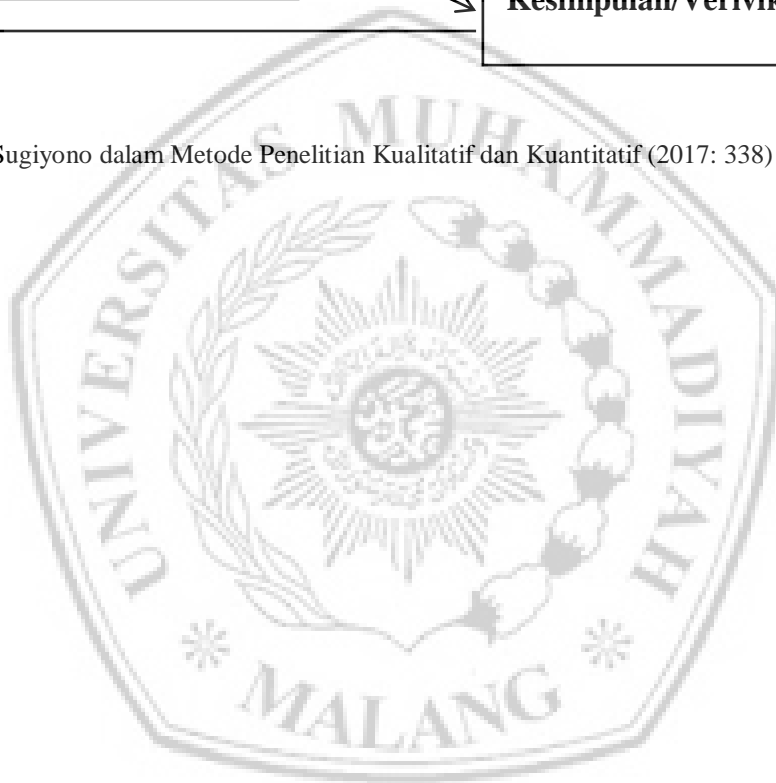 Kesimpulan/Verivik
Sugiyono dalam Metode Penelitian Kualitatif dan Kuantitatif (2017: 338)
UNIVERSITAS MUHAMMADIYAH
MALANG